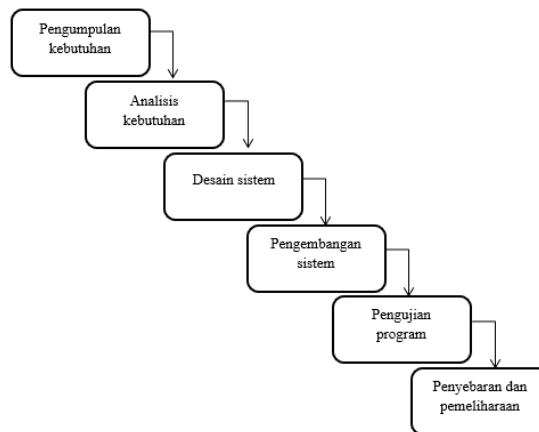 Pengumpulan
kebutuhan
Analisis
kebutuhan
Desain sistem
Pengembangan
sistem
Pengujian
program
Penyebaran dan
pemeliharaan